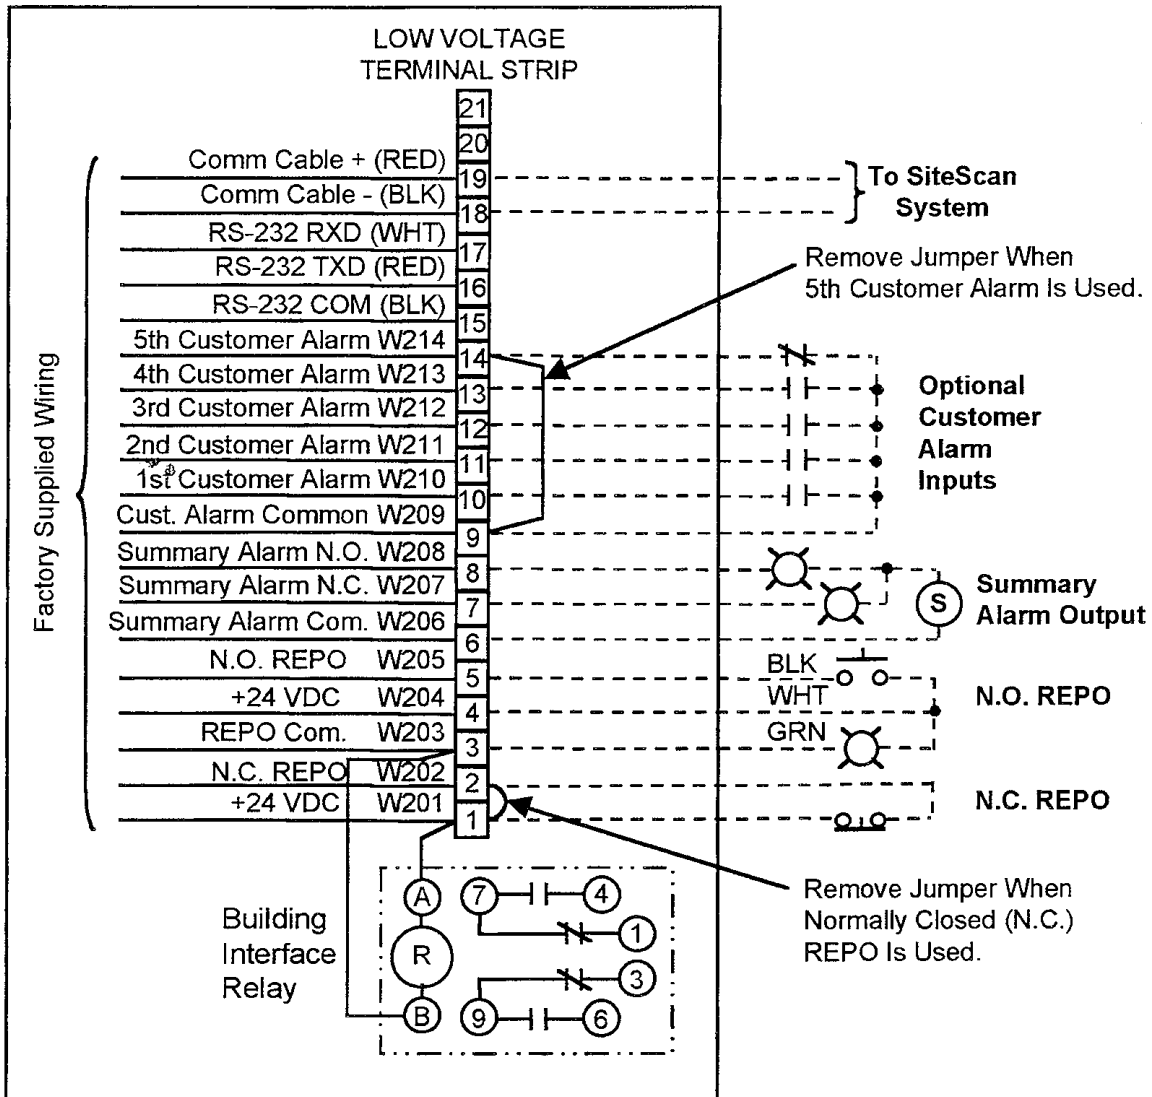 LOW VOLTAGE
TERMINAL STRIP
21
20
Comm Cable + (RED)
19
Comm Cable - (BLK)
18
RS-232 RXD (WHT)
17
RS-232 TXD (RED)
16
RS-232 COM (BLK)
15
5th Customer Alarm W214
14
4th Customer Alarm W213
13
3rd Customer Alarm W212
12
2nd Customer Alarm W211
11
1st Customer Alarm W210
10
Cust. Alarm Common W209
9
Summary Alarm N.O. W208
8
Summary Alarm N.C. W207
7
Summary Alarm Com. W206
6
N.O. REPO W205
5
+24 VDC W204
4
REPO Com. W203
3
N.C. REPO W202
2
+24 VDC W201
1
Factory Supplied Wiring
To SiteScan
System
Remove Jumper When
5th Customer Alarm Is Used.
Optional
Customer
Alarm
Inputs
S
Summary
Alarm Output
BLK
WHT
GRN
N.O. REPO
N.C. REPO
Remove Jumper When
Normally Closed (N.C.)
REPO Is Used.
Building
Interface
Relay
A
R
B
7
4
1
3
9
6